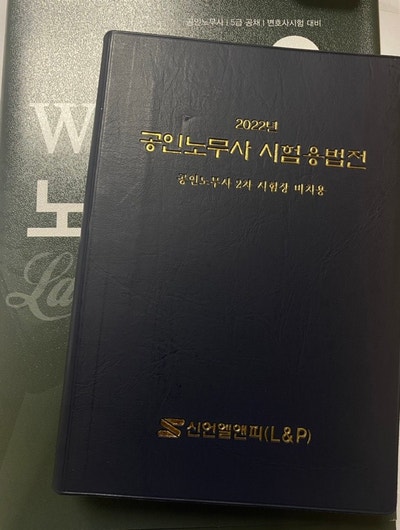 공인노무사 | 5급 공채 | 변호사시험 대비
W
노
La
2022년
공인노무사 시험용법전
공인노무사 2차 시험장 비치용
신언엘앤피(L&P)